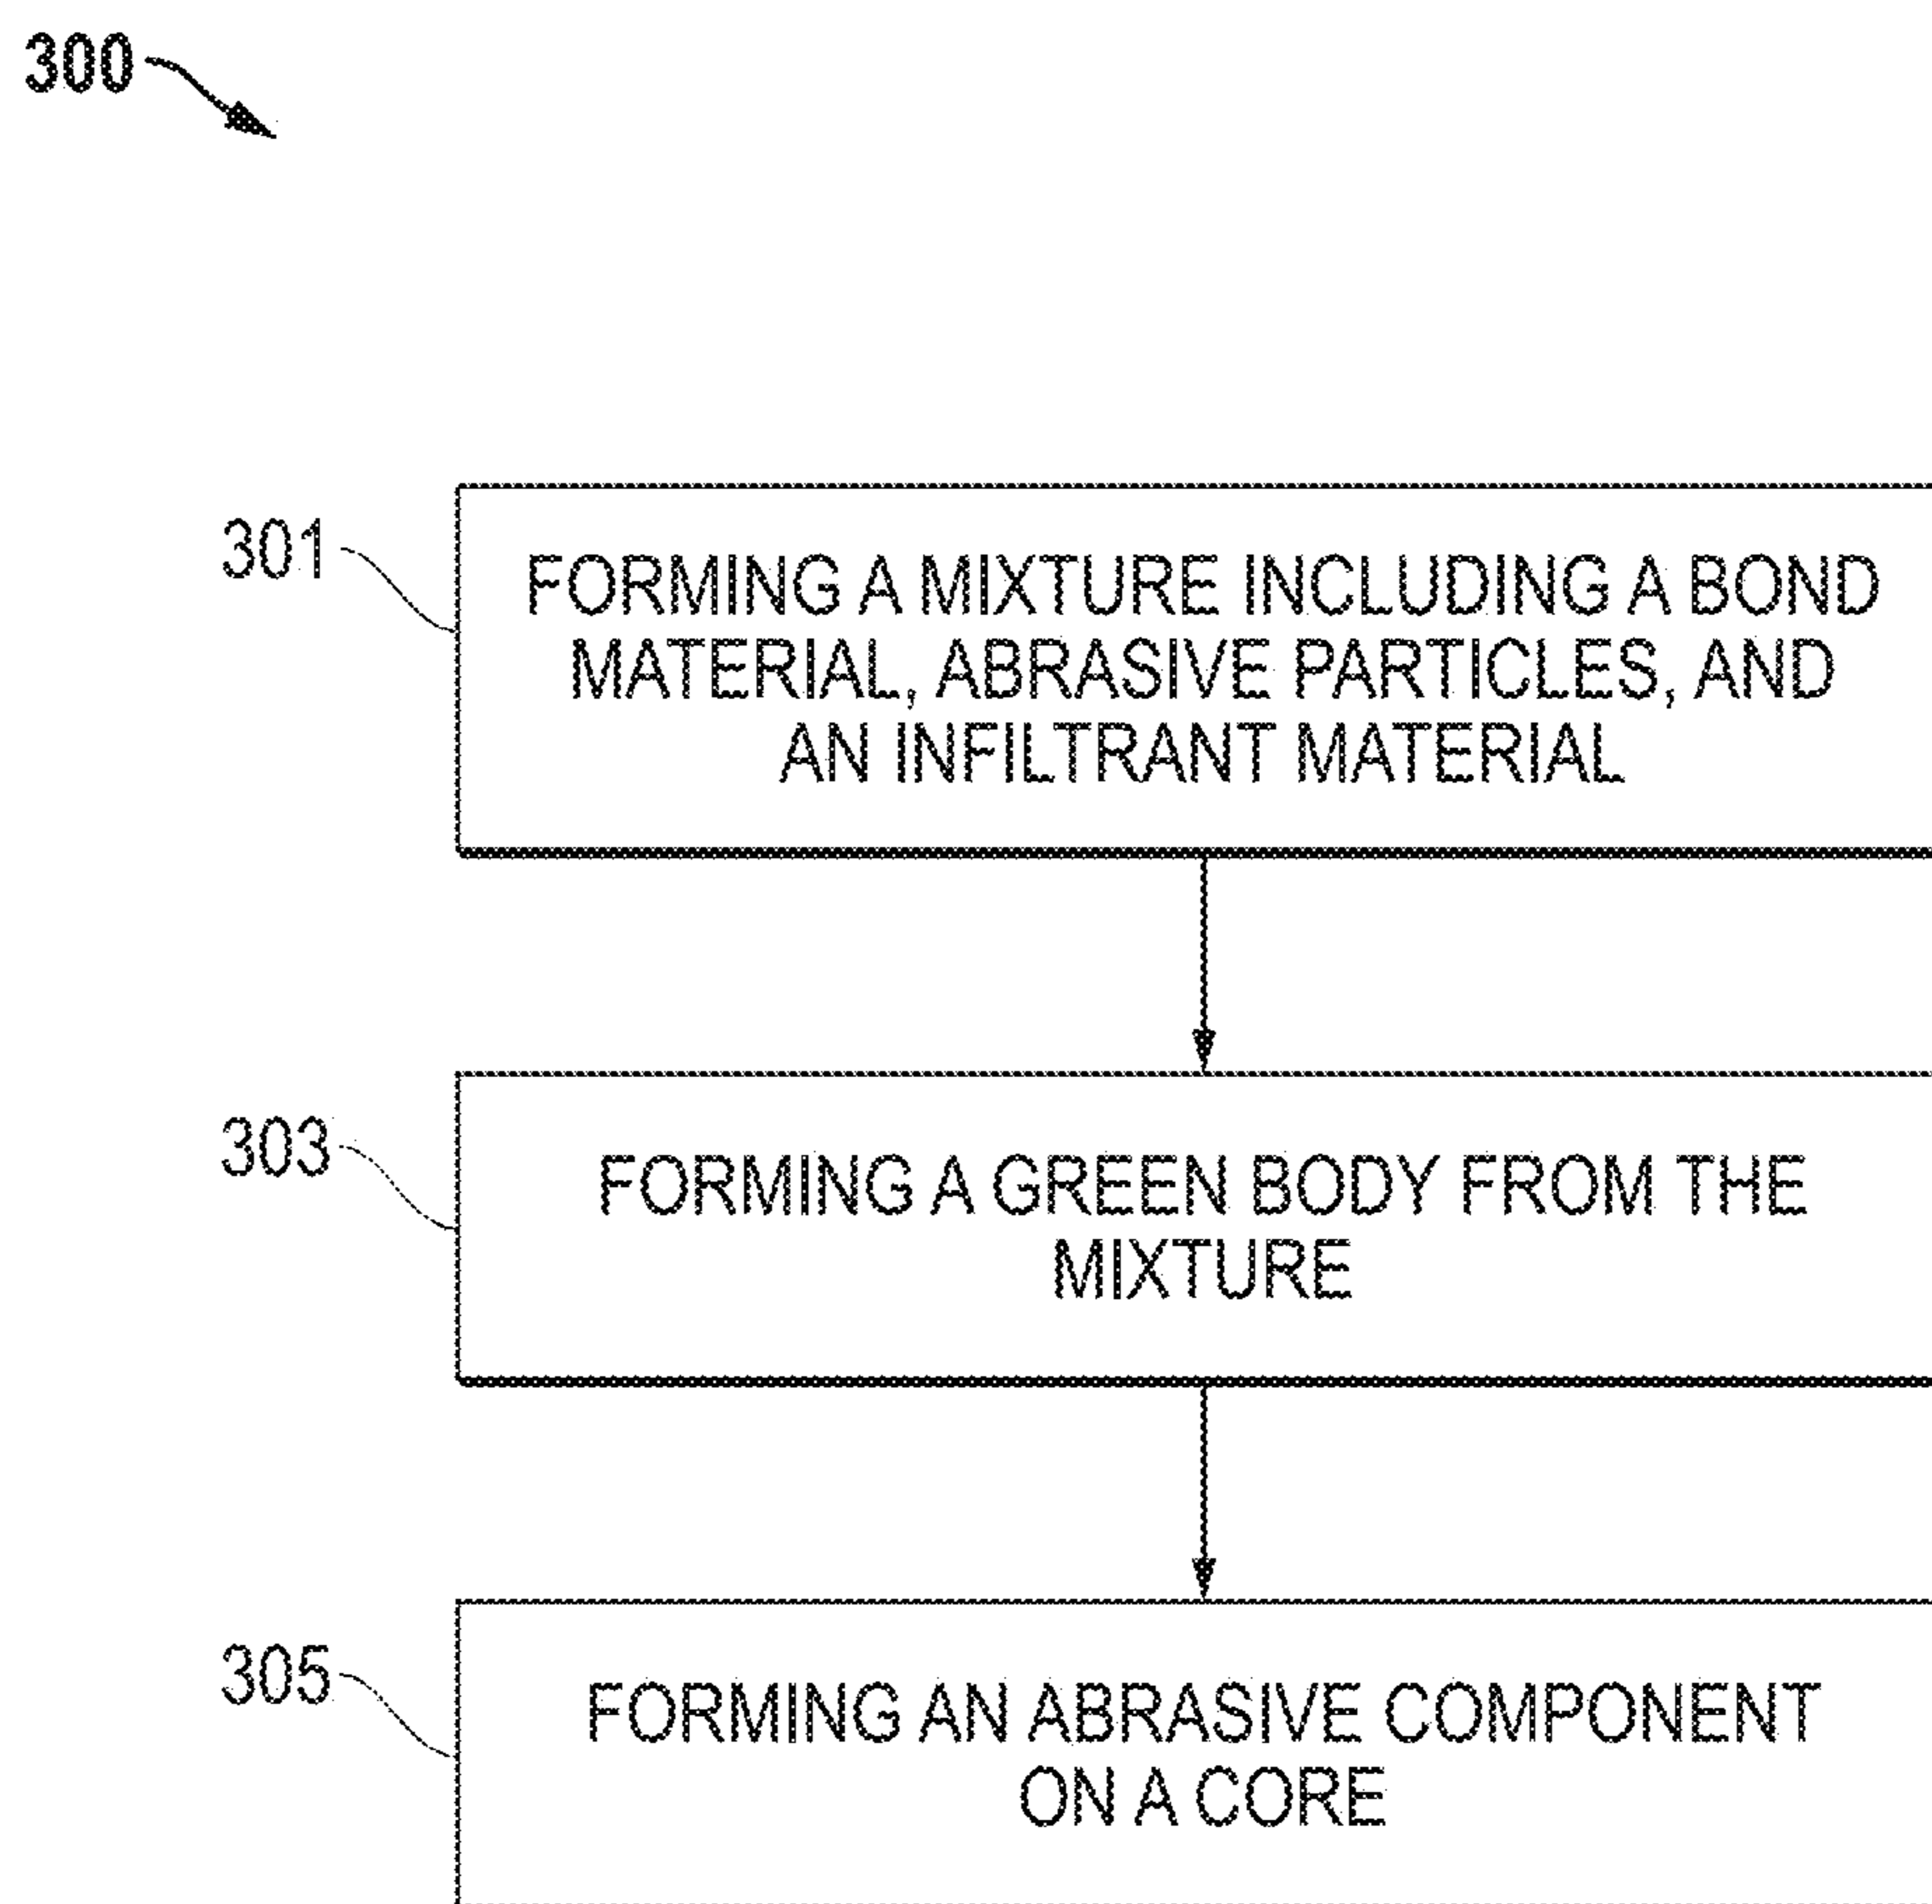 300
301
FORMING A MIXTURE INCLUDING A BOND
MATERIAL, ABRASIVE PARTICLES, AND
AN INFILTRANT MATERIAL
303
FORMING A GREEN BODY FROM THE
MIXTURE
305
FORMING AN ABRASIVE COMPONENT
ON A CORE